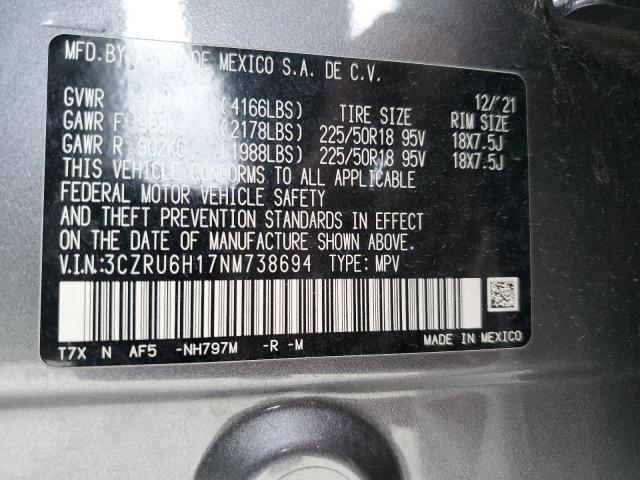 MFD.BY DE MEXICO S.A. DE C.V.
GVWR (4166LBS) TIRE SIZE 12/'21 RIM SIZE
GAWR F (2178LBS) 225/50R18 95V 18X7.5J
GAWR R 902KG (1988LBS) 225/50R18 95V 18X7.5J
THIS VEHICLE CONFORMS TO ALL APPLICABLE
FEDERAL MOTOR VEHICLE SAFETY
AND THEFT PREVENTION STANDARDS IN EFFECT
ON THE DATE OF MANUFACTURE SHOWN ABOVE.
V.I.N.:3CZRU6H17NM738694 TYPE: MPV
T7X N AF5 -NH797M -R -M MADE IN MEXICO